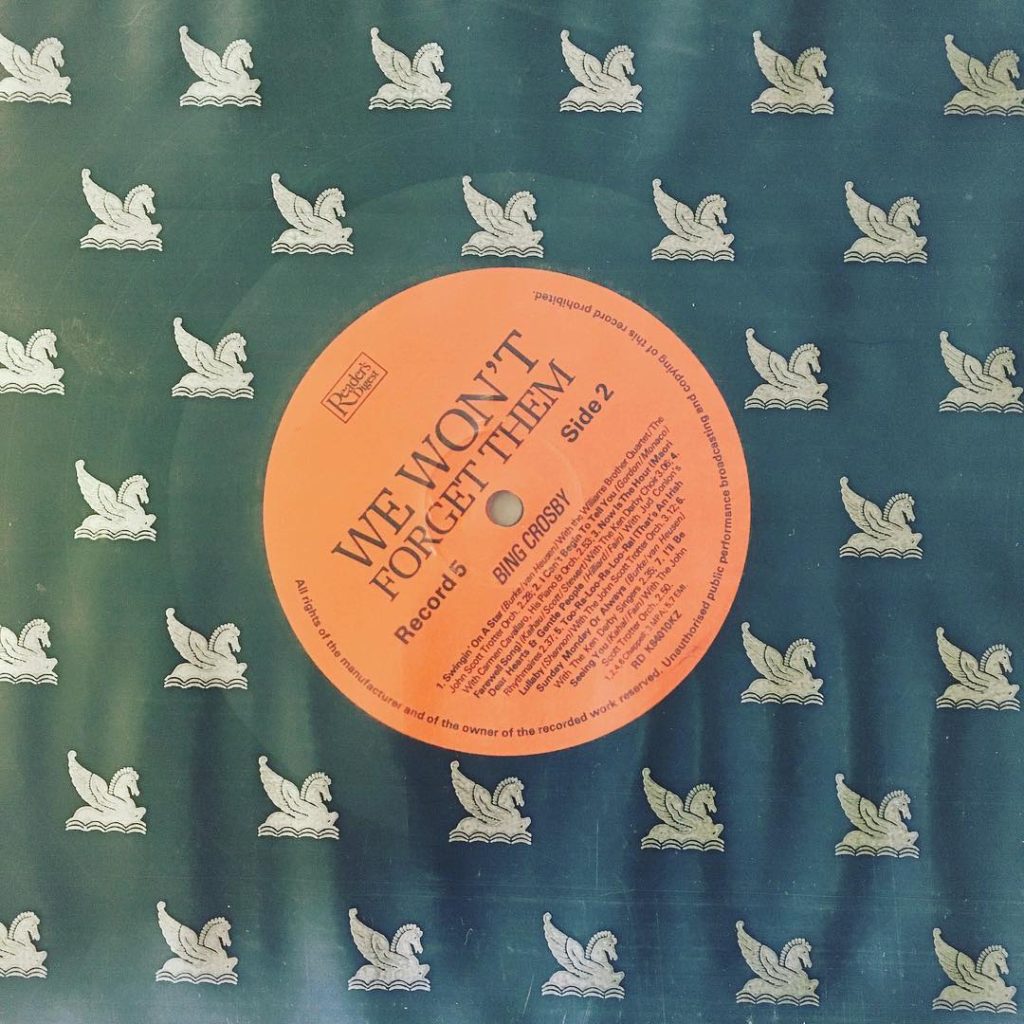 Reader's
Digest
WE WON'T
FORGET THEM
Record 5
Side 2
BING CROSBY
1. Swingin' On A Star (Burke/van Heusen) With the Williams Brother Quartet/The
John Scott Trotter Orch. 2.28; 2. I Can't Begin To Tell You (Gordon/Monaco)
With Carmen Cavallaro, His Piano & Orch. 2.53; 3. Now Is The Hour (Maori
Farewell Song) (Kaihau/Scott/Stewart) With The Ken Darby Choir 3.06; 4.
Dear Hearts & Gentle People (Hilliard/Fain) With Jud Conlon's
Rhythmaires 2.37; 5. Too-Ra-Loo-Ra-Loo-Ral (That's An Irish
Lullaby) (Shannon) With The John Scott Trotter Orch. 3.12; 6.
Sunday Monday Or Always (Burke/van Heusen)
With The Ken Darby Singers 2.35; 7. I'll Be
Seeing You (Kahal/Fain) With The John
Scott Trotter Orch. 2.50.
RD KS4010KZ
All rights of the manufacturer and of the owner of the recorded work reserved. Unauthorised public performance broadcasting and copying of this record prohibited.